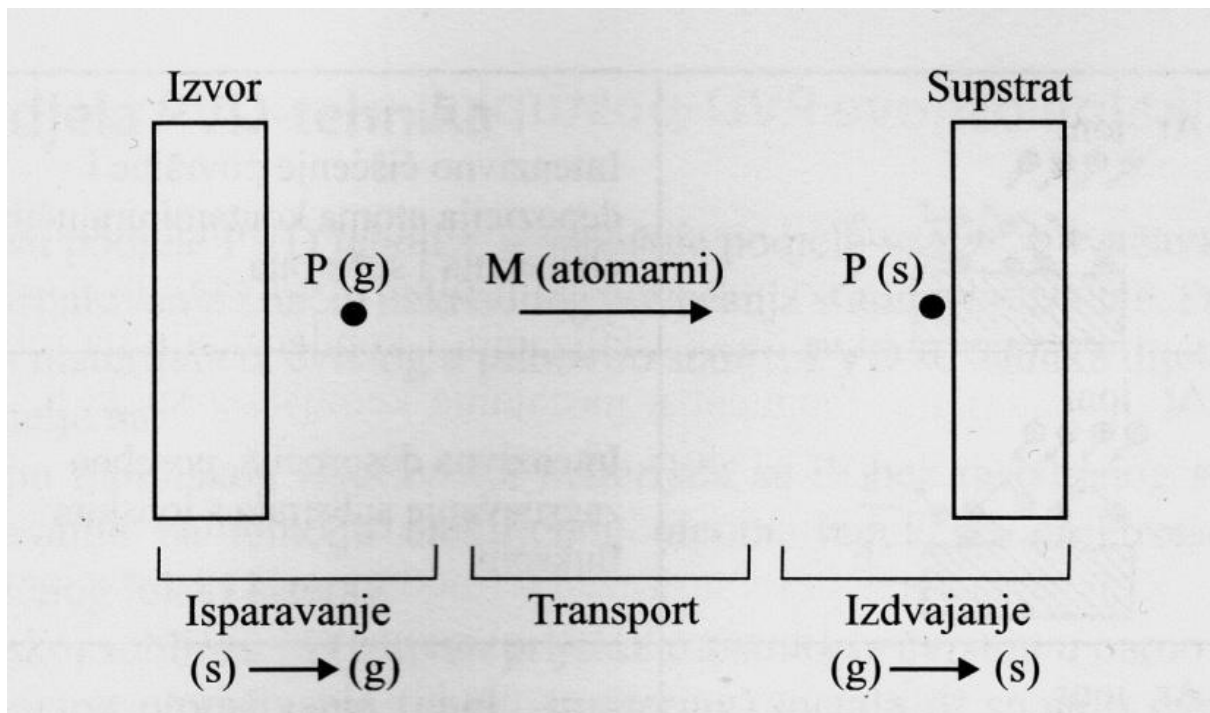 Izvor
Supstrat
P (g)
M (atomarni)
P (s)
Isparavanje
Transport
Izdvajanje
(s) → (g)
(g) → (s)